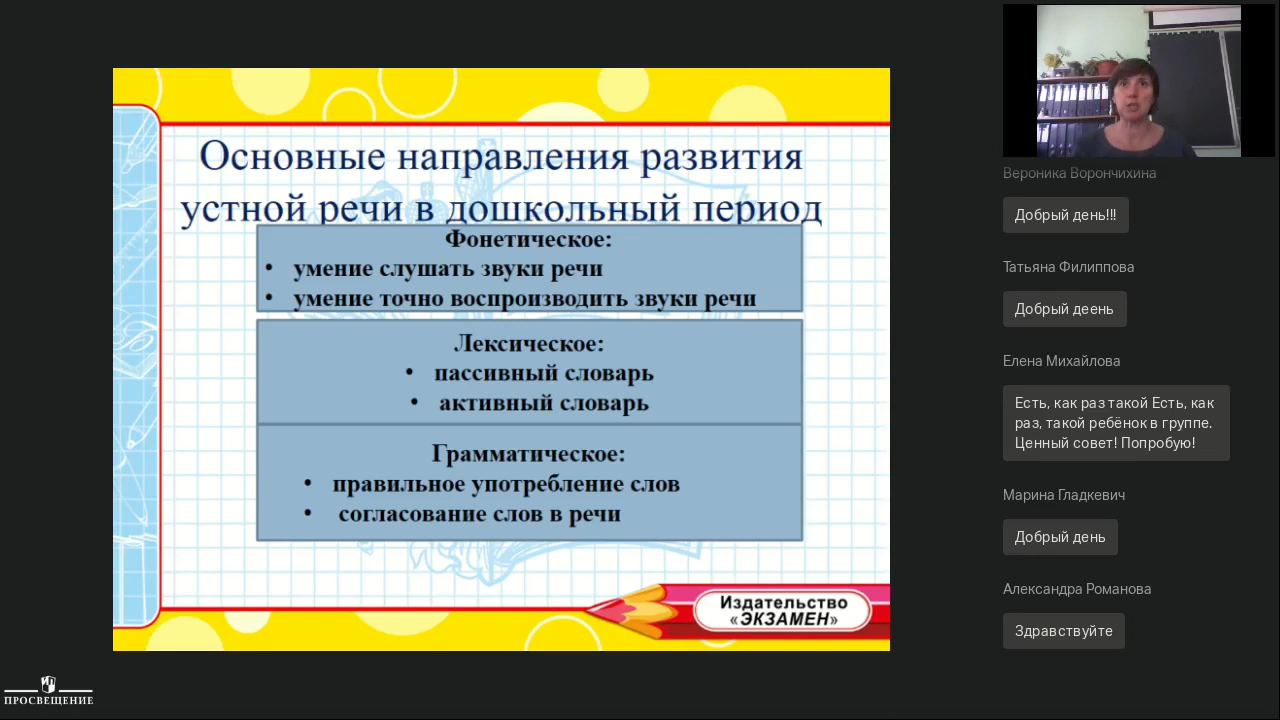 Основные направления развития
устной речи в дошкольный период
Фонетическое:
• умение слушать звуки речи
• умение точно воспроизводить звуки речи
Лексическое:
• пассивный словарь
• активный словарь
Грамматическое:
• правильное употребление слов
• согласование слов в речи
Издательство
«ЭКЗАМЕН»
ПРОСВЕЩЕНИЕ
Вероника Ворончихина
Добрый день!!!
Татьяна Филиппова
Добрый деень
Елена Михайлова
Есть, как раз такой Есть, как
раз, такой ребёнок в группе.
Ценный совет! Попробую!
Марина Гладкевич
Добрый день
Александра Романова
Здравствуйте